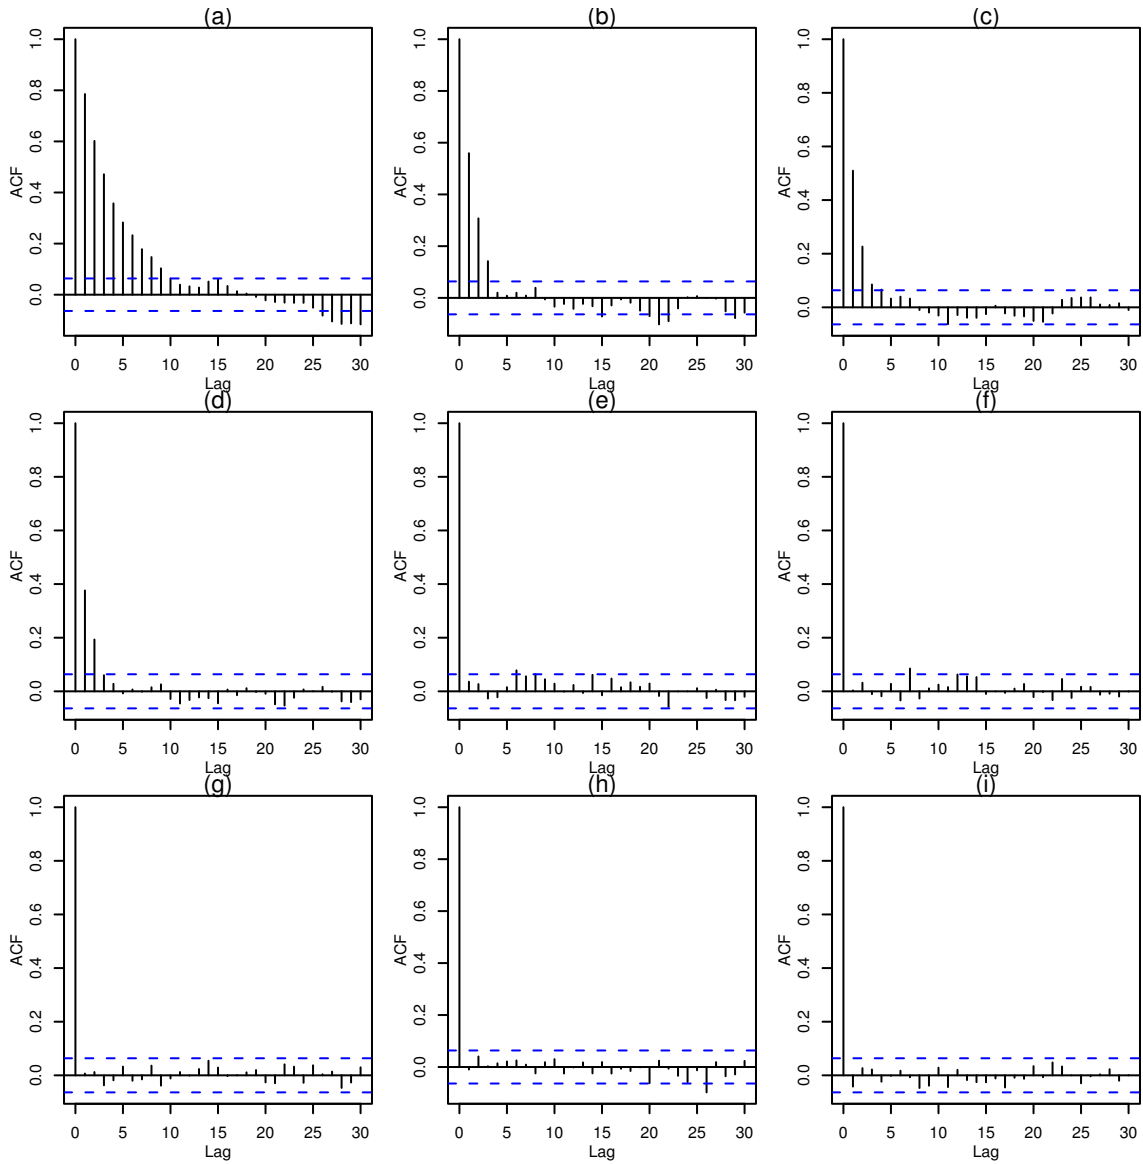 (a) (b) (c)
ACF ACF ACF
0.0 0.2 0.4 0.6 0.8 1.0 0.0 0.2 0.4 0.6 0.8 1.0 0.0 0.2 0.4 0.6 0.8 1.0
0 5 10 15 20 25 30 0 5 10 15 20 25 30 0 5 10 15 20 25 30
Lag Lag Lag
(d) (e) (f)
ACF ACF ACF
0.0 0.2 0.4 0.6 0.8 1.0 0.0 0.2 0.4 0.6 0.8 1.0 0.0 0.2 0.4 0.6 0.8 1.0
0 5 10 15 20 25 30 0 5 10 15 20 25 30 0 5 10 15 20 25 30
Lag Lag Lag
(g) (h) (i)
ACF ACF ACF
0.0 0.2 0.4 0.6 0.8 1.0 0.0 0.2 0.4 0.6 0.8 1.0 0.0 0.2 0.4 0.6 0.8 1.0
0 5 10 15 20 25 30 0 5 10 15 20 25 30 0 5 10 15 20 25 30
Lag Lag Lag